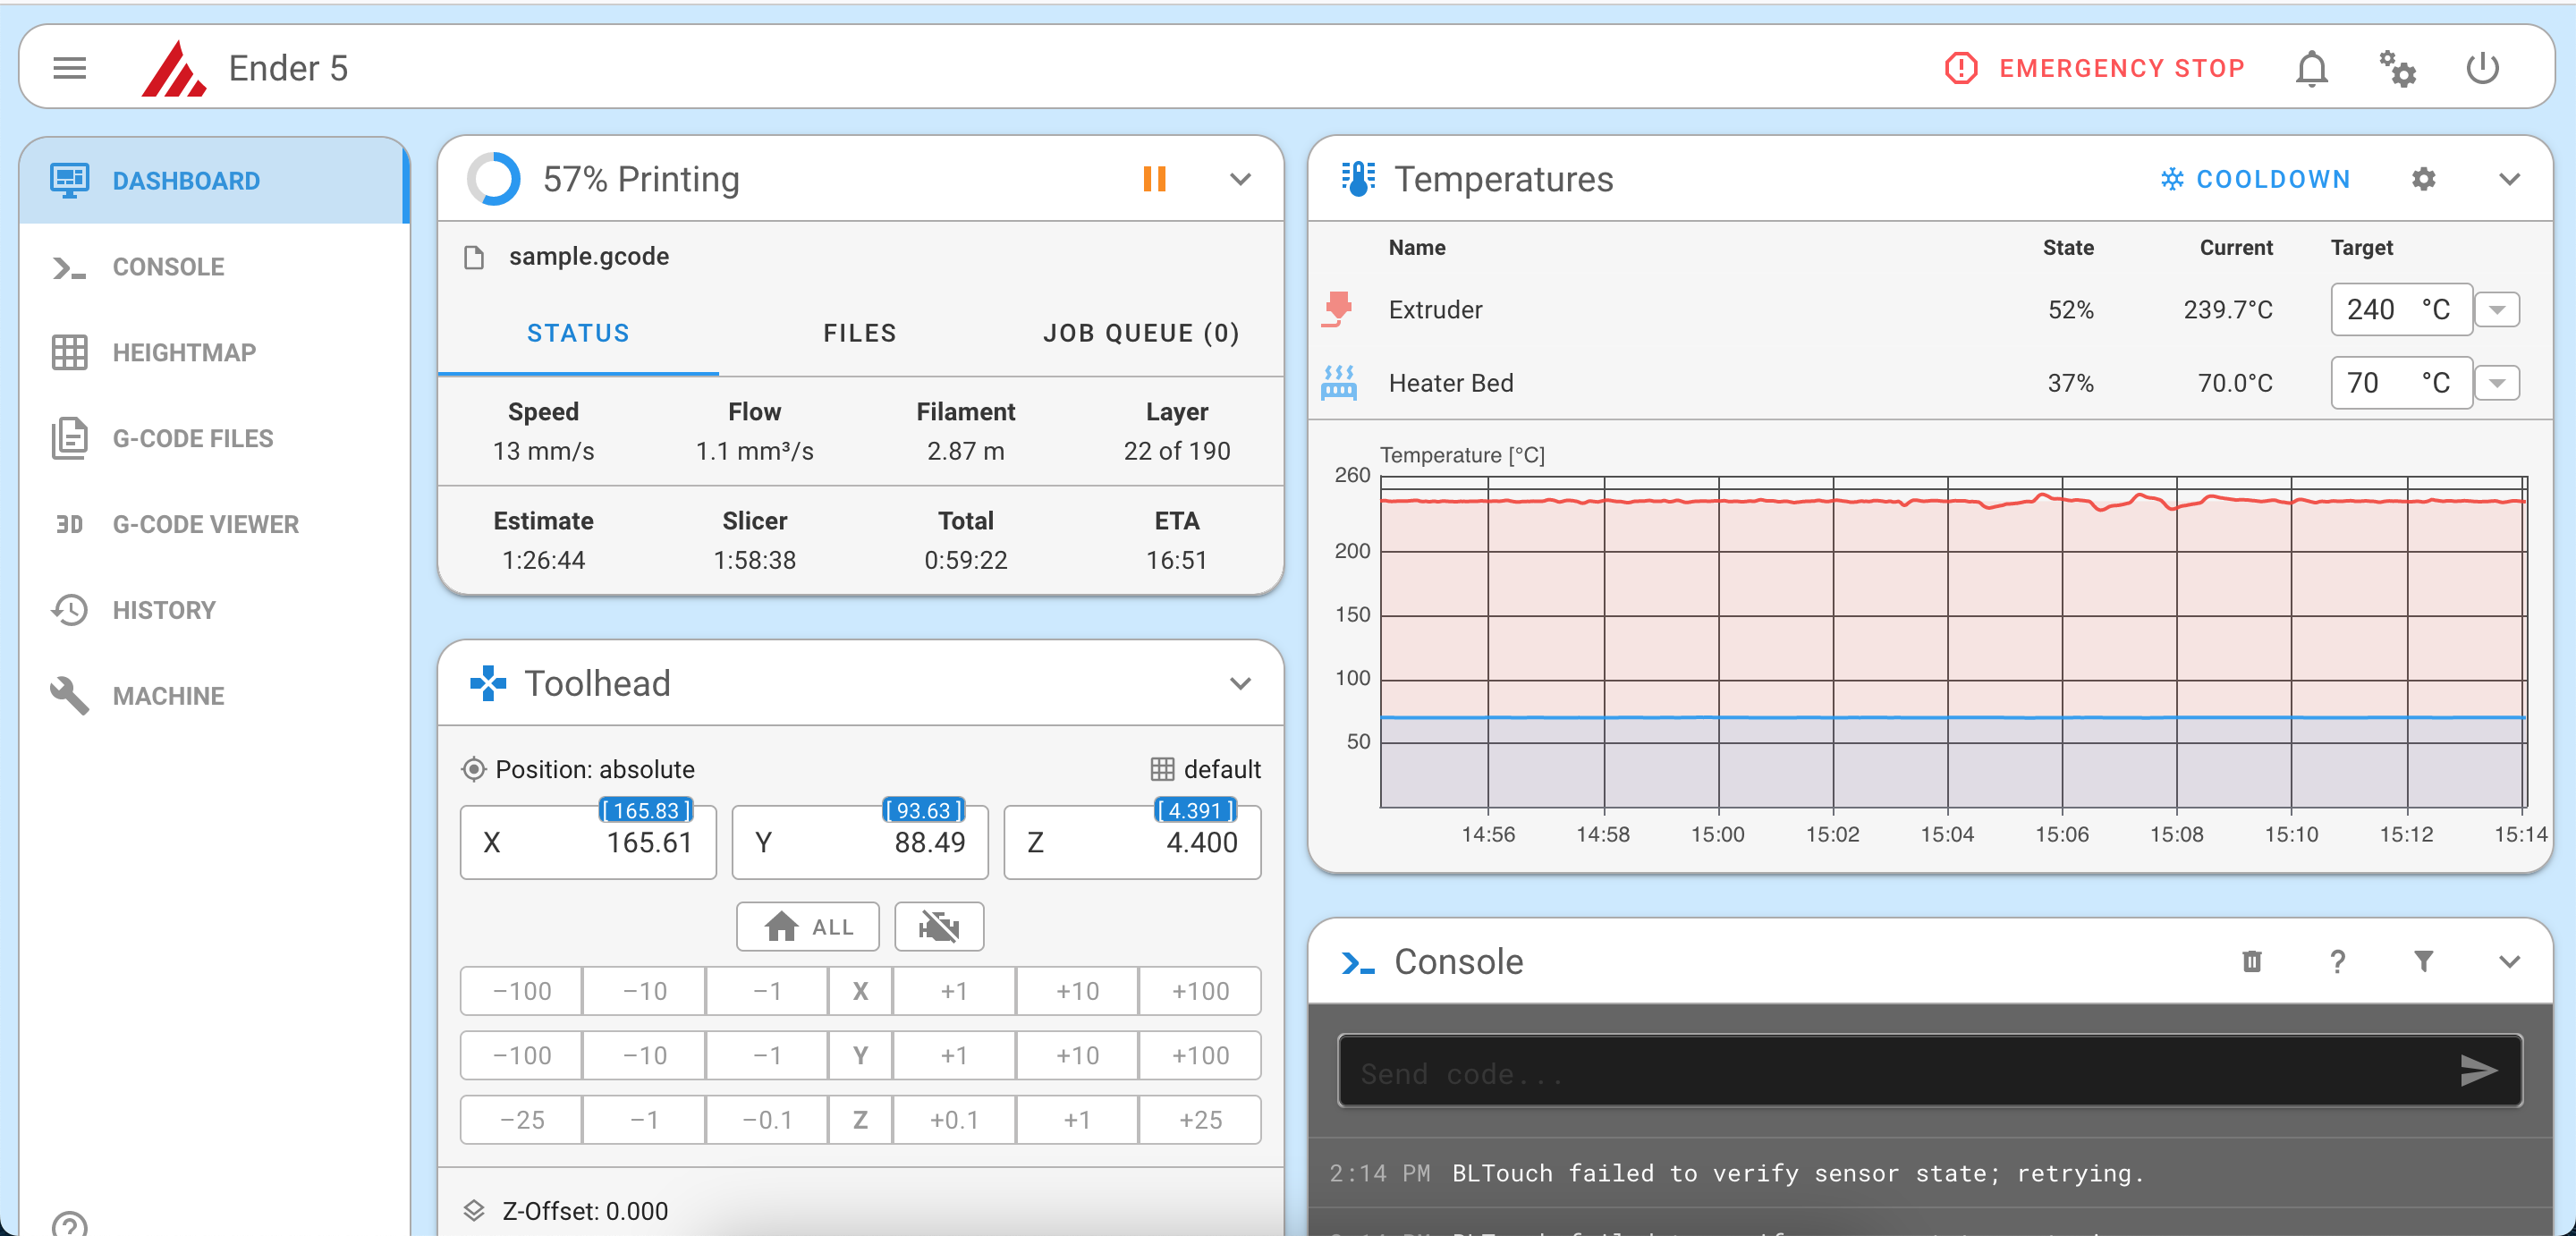 Ender 5
EMERGENCY STOP
DASHBOARD
CONSOLE
HEIGHTMAP
G-CODE FILES
3D G-CODE VIEWER
HISTORY
MACHINE
57% Printing
sample.gcode
STATUS FILES JOB QUEUE (0)
Speed Flow Filament Layer
13 mm/s 1.1 mm³/s 2.87 m 22 of 190
Estimate Slicer Total ETA
1:26:44 1:58:38 0:59:22 16:51
Toolhead
Position: absolute default
[ 165.83 ] [ 93.63 ] [ 4.391 ]
X 165.61 Y 88.49 Z 4.400
ALL
−100 −10 −1 X +1 +10 +100
−100 −10 −1 Y +1 +10 +100
−25 −1 −0.1 Z +0.1 +1 +25
Z-Offset: 0.000
Temperatures
COOLDOWN
Name State Current Target
Extruder 52% 239.7°C 240 °C
Heater Bed 37% 70.0°C 70 °C
Temperature [°C]
260
200
150
100
50
14:56 14:58 15:00 15:02 15:04 15:06 15:08 15:10 15:12 15:14
Console
?
Send code...
2:14 PM BLTouch failed to verify sensor state; retrying.